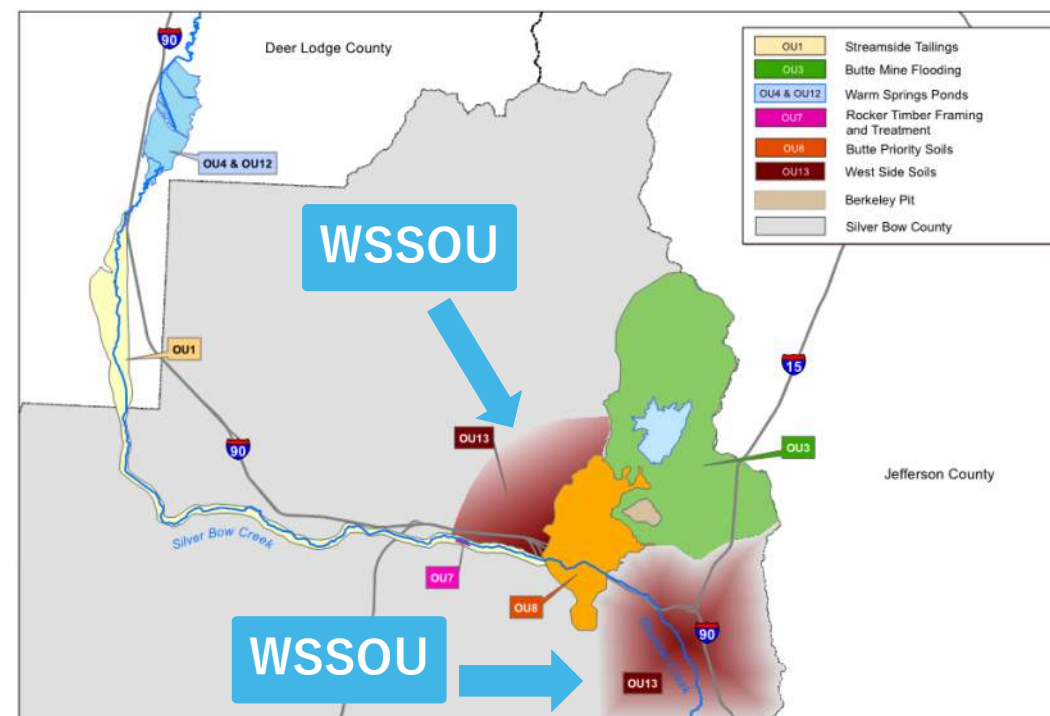 90
Deer Lodge County
OU4 & OU12
OU1 Streamside Tailings
OU3 Butte Mine Flooding
OU4 & OU12 Warm Springs Ponds
OU7 Rocker Timber Framing
and Treatment
OU8 Butte Priority Soils
OU13 West Side Soils
Berkeley Pit
Silver Bow County
WSSOU
OU1
15
90
OU13
OU3
Jefferson County
Silver Bow Creek
OU7
OU8
90
WSSOU
OU13